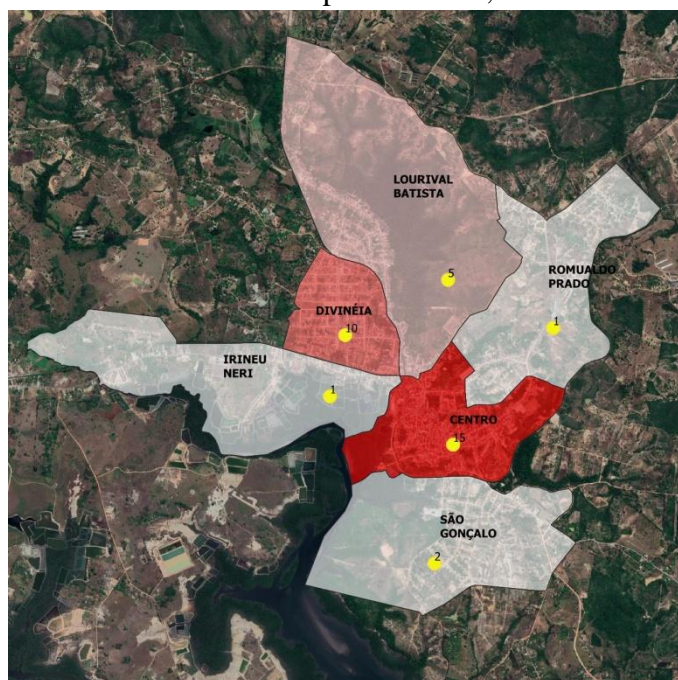 LOURIVAL
BATISTA
5
ROMUALDO
PRADO
1
DIVINÉIA
10
IRINEU
NERI
1
CENTRO
15
SÃO
GONÇALO
2